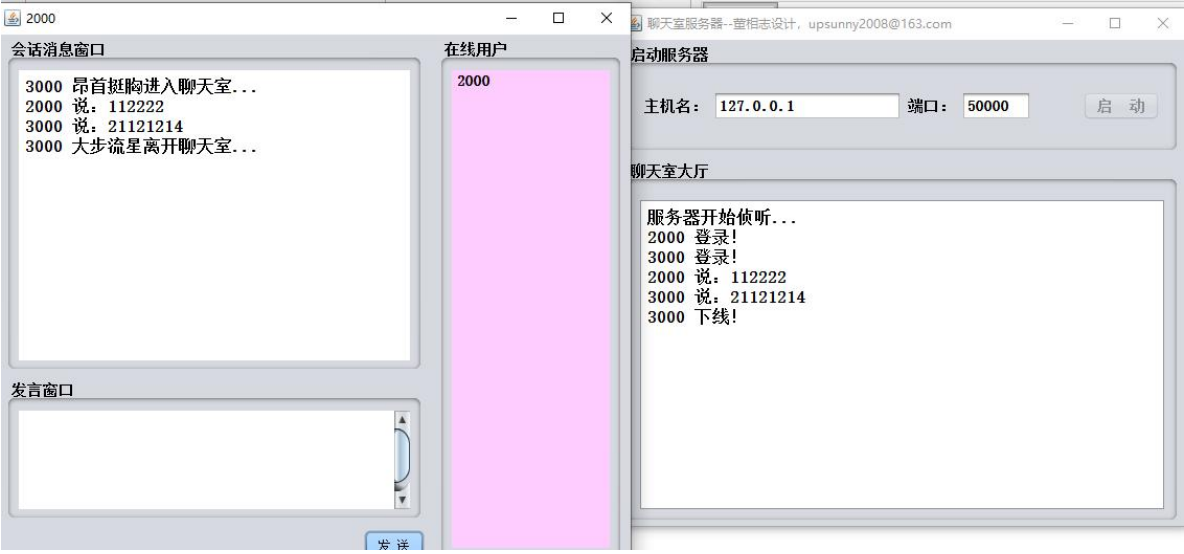 2000
会话消息窗口
3000 昂首挺胸进入聊天室...
2000 说：112222
3000 说：21121214
3000 大步流星离开聊天室...
发言窗口
发 送
在线用户
2000
聊天室服务器--董相志设计，upsunny2008@163.com
启动服务器
主机名： 127.0.0.1 端口： 50000 启 动
聊天室大厅
服务器开始侦听...
2000 登录!
3000 登录!
2000 说：112222
3000 说：21121214
3000 下线!